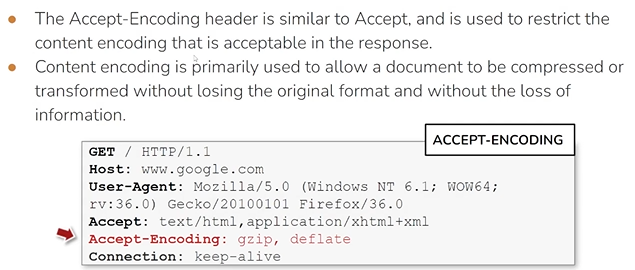 • The Accept-Encoding header is similar to Accept, and is used to restrict the
content encoding that is acceptable in the response.
• Content encoding is primarily used to allow a document to be compressed or
transformed without losing the original format and without the loss of
information.
ACCEPT-ENCODING
GET / HTTP/1.1
Host: www.google.com
User-Agent: Mozilla/5.0 (Windows NT 6.1; WOW64;
rv:36.0) Gecko/20100101 Firefox/36.0
Accept: text/html,application/xhtml+xml
Accept-Encoding: gzip, deflate
Connection: keep-alive